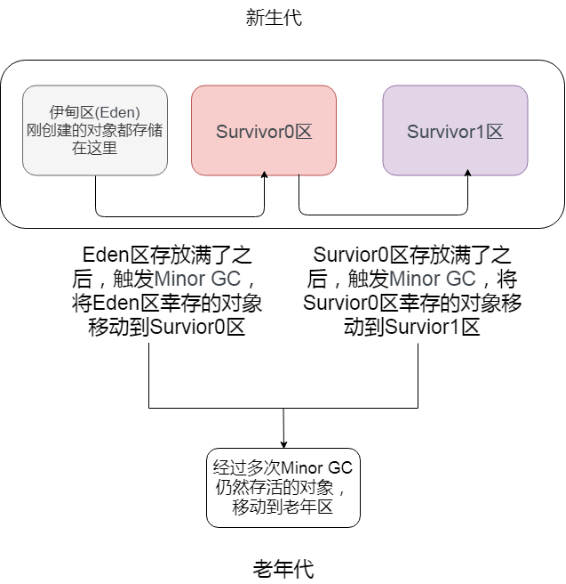 新生代
伊甸区(Eden)
刚创建的对象都存储
在这里
Survivor0区
Survivor1区
Eden区存放满了之
后，触发Minor GC，
将Eden区幸存的对象
移动到Survior0区
Survior0区存放满了之
后，触发Minor GC，将
Survior0区幸存的对象移
动到Survior1区
经过多次Minor GC
仍然存活的对象，
移动到老年区
老年代